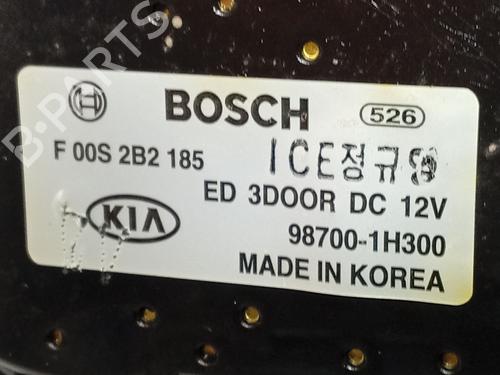 BOSCH 526
F 00S 2B2 185 1CE정규
ED 3DOOR DC 12V
KIA 98700-1H300
MADE IN KOREA
B-PARTS